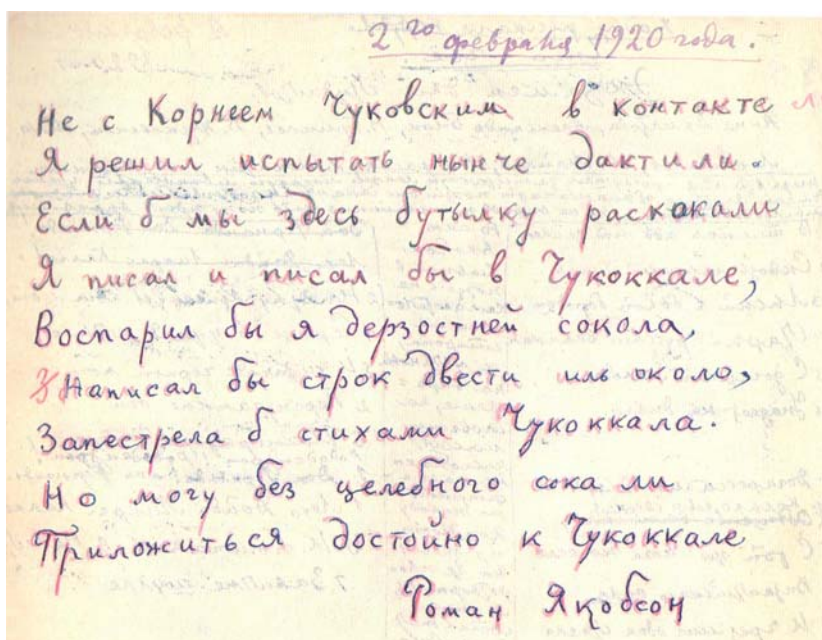 2го февраля 1920 года.
Не с Корнеем Чуковским в контакте
Я решил испытать нынче дактили.
Если б мы здесь бутылку раскокали
Я писал и писал бы в Чукоккале,
Воспарил бы я дерзостней сокола,
Написал бы строк двести иль около,
Запестрела б стихами Чукоккала.
Но могу без целебного сока ли
Приложиться достойно к Чукоккале
Роман Якобсон